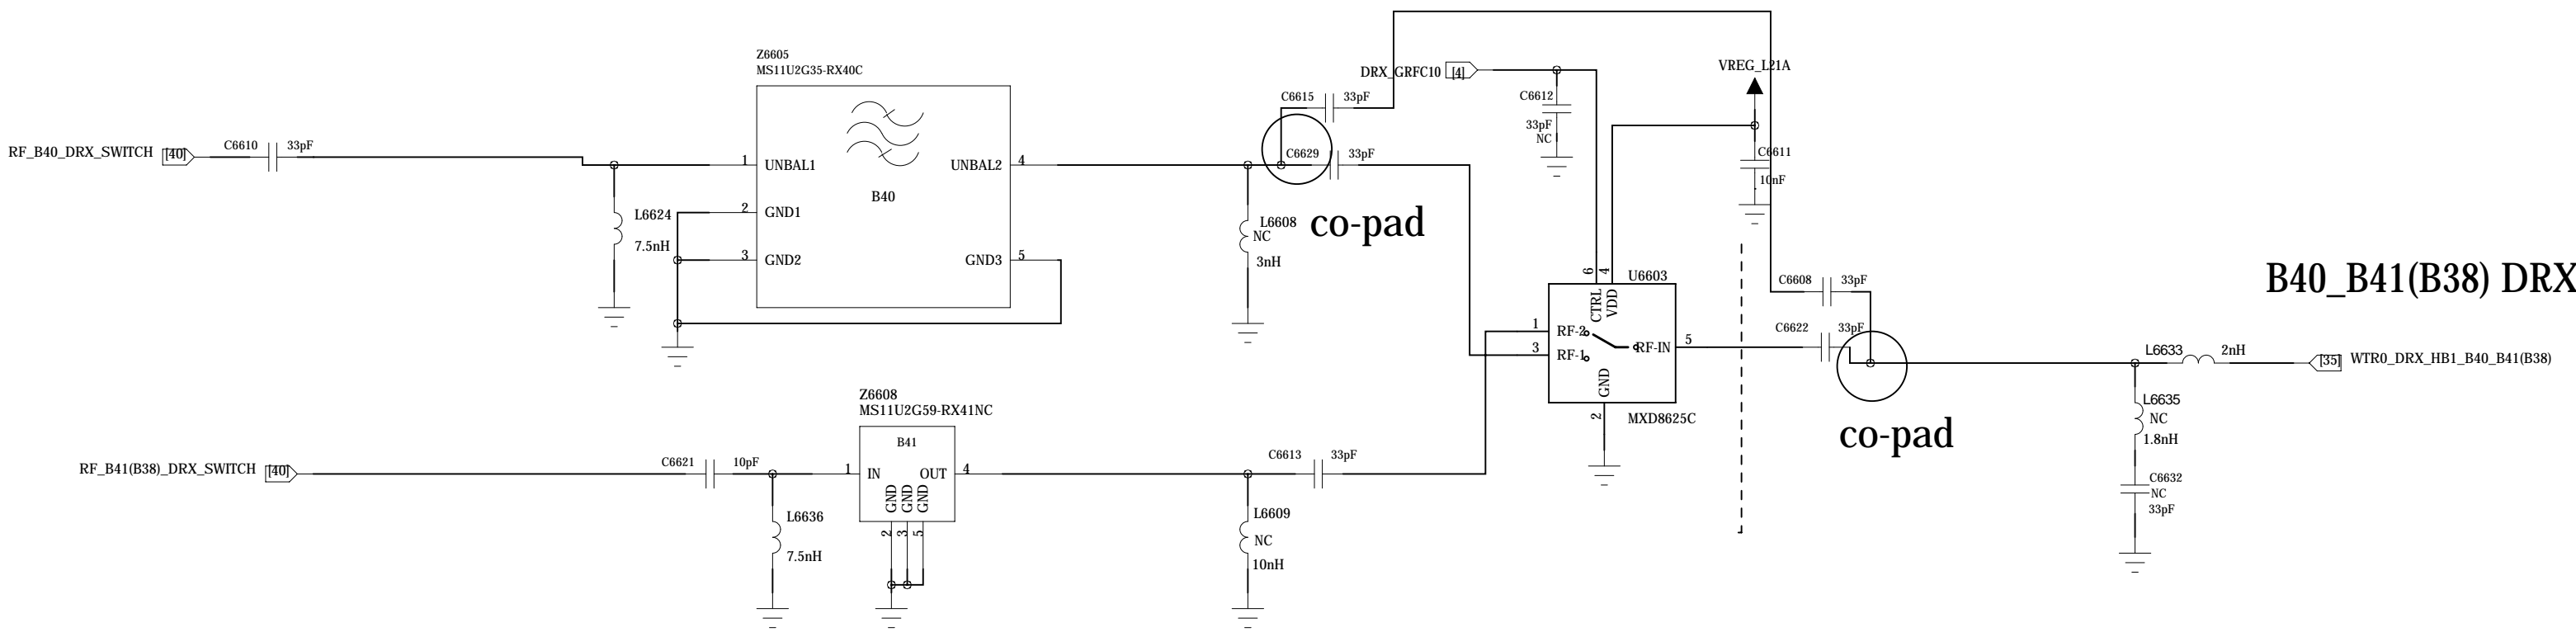 Z6605
MS11U2G35-RX40C
RF_B40_DRX_SWITCH
[40]
C6610
33pF
L6624
7.5nH
1
UNBAL1
2
GND1
3
GND2
B40
UNBAL2
4
GND3
5
L6608
NC
3nH
C6615
33pF
C6629
33pF
co-pad
DRX_GRFC10
[4]
C6612
33pF
NC
VREG_L21A
C6611
10nF
6
4
U6603
CTRL
VDD
1
RF-2
3
RF-1
RF-IN
5
GND
2
MXD8625C
C6608
33pF
C6622
33pF
co-pad
B40_B41(B38) DRX
L6633
2nH
[35]
WTR0_DRX_HB1_B40_B41(B38)
L6635
NC
1.8nH
C6632
NC
33pF
RF_B41(B38)_DRX_SWITCH
[40]
C6621
10pF
L6636
7.5nH
Z6608
MS11U2G59-RX41NC
B41
1
IN
OUT
4
GND
GND
GND
2
3
5
C6613
33pF
L6609
NC
10nH